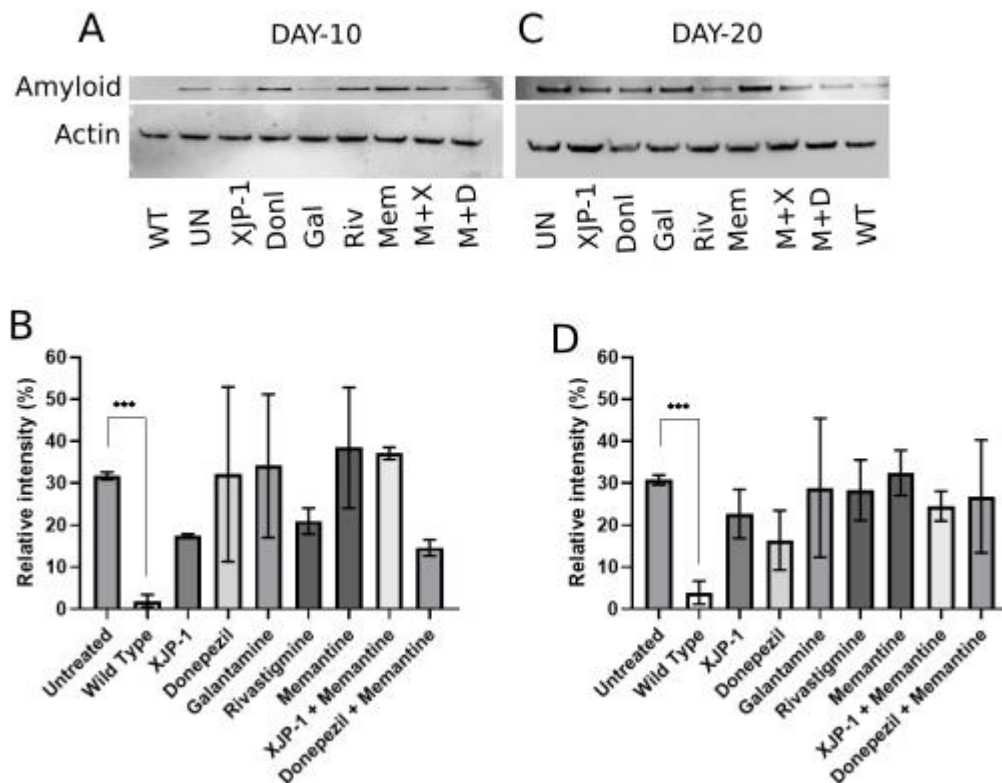 A DAY-10
C DAY-20
Amyloid
Actin
WT UN XJP-1 Donl Gal Riv Mem M+X M+D
UN XJP-1 Donl Gal Riv Mem M+X M+D WT
B
Relative intensity (%)
60
50
40
30
20
10
0
***
Untreated
Wild Type
XJP-1
Donepezil
Galantamine
Rivastigmine
Memantine
XJP-1 + Memantine
Donepezil + Memantine
D
Relative intensity (%)
60
50
40
30
20
10
0
***
Untreated
Wild Type
XJP-1
Donepezil
Galantamine
Rivastignine
Memantine
XJP-1 + Memantine
Donepezil + Memantine